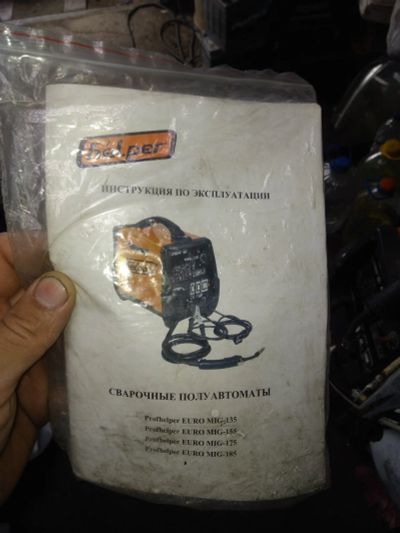 helper
ИНСТРУКЦИЯ ПО ЭКСПЛУАТАЦИИ
СВАРОЧНЫЕ ПОЛУАВТОМАТЫ
Profhelper EURO MIG-135
Profhelper EURO MIG-155
Profhelper EURO MIG-175
Profhelper EURO MIG-185